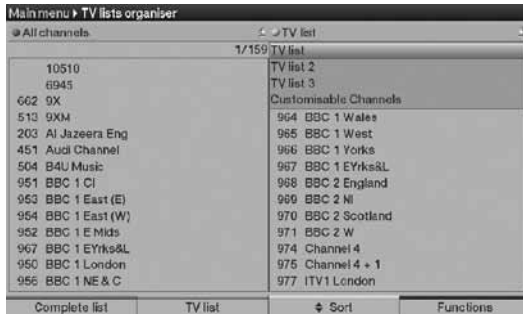 Main menu ▸ TV lists organiser
All channels
TV list
1/159
TV list
TV list 2
TV list 3
Customisable Channels
10510
6945
662 9X
513 9XM
203 Al Jazeera Eng
451 Audi Channel
504 B4U Music
951 BBC 1 CI
953 BBC 1 East (E)
954 BBC 1 East (W)
952 BBC 1 E Mids
967 BBC 1 EYrks&L
950 BBC 1 London
956 BBC 1 NE & C
964 BBC 1 Wales
965 BBC 1 West
966 BBC 1 Yorks
967 BBC 1 EYrks&L
968 BBC 2 England
969 BBC 2 NI
970 BBC 2 Scotland
971 BBC 2 W
974 Channel 4
975 Channel 4 + 1
977 ITV1 London
Complete list
TV list
Sort
Functions